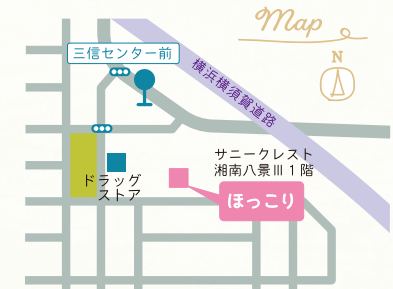 Map
N
三信センター前
横浜横須賀道路
サニークレスト
湘南八景Ⅲ1階
ドラッグ
ストア
ほっこり